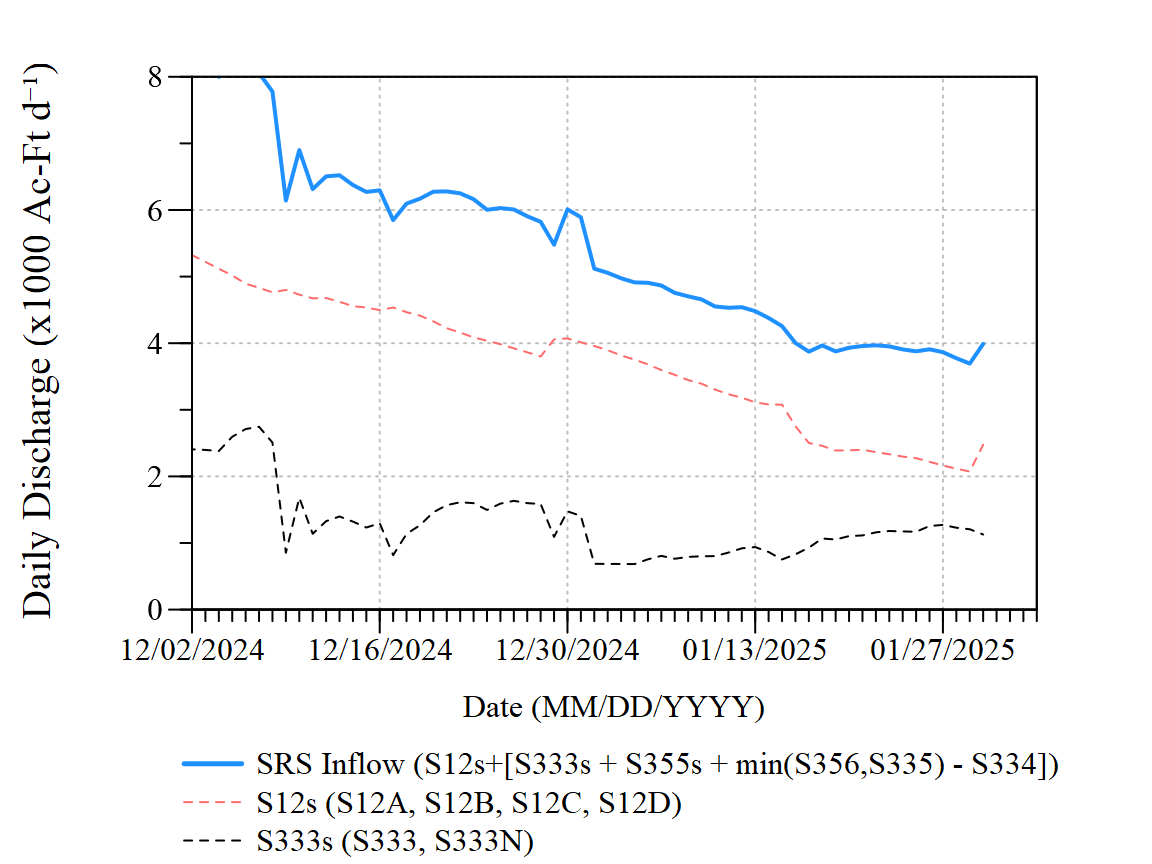 Daily Discharge (x1000 Ac-Ft d⁻¹)
8
6
4
2
0
12/02/2024 12/16/2024 12/30/2024 01/13/2025 01/27/2025
Date (MM/DD/YYYY)
SRS Inflow (S12s+[S333s + S355s + min(S356,S335) - S334])
S12s (S12A, S12B, S12C, S12D)
S333s (S333, S333N)